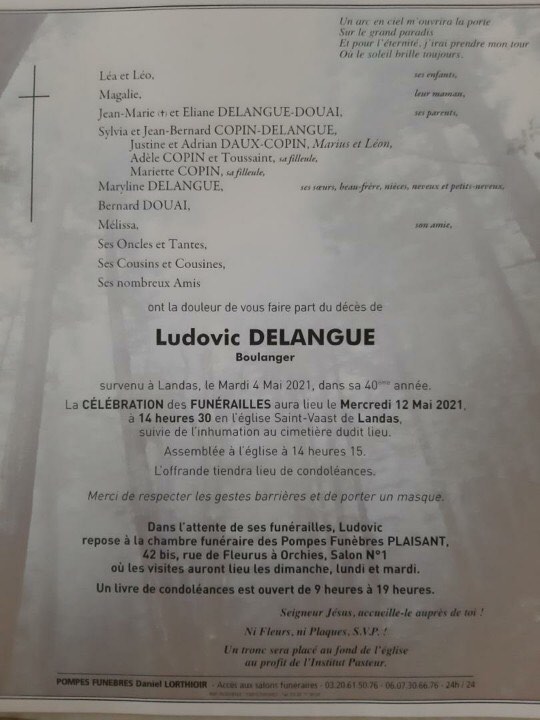 Un arc en ciel m'ouvrira la porte
Sur le grand paradis
Et pour l'éternité, j'irai prendre mon tour
Où le soleil brille toujours.
Léa et Léo, ses enfants,
Magalie, leur maman,
Jean-Marie (†) et Eliane DELANGUE-DOUAI, ses parents,
Sylvia et Jean-Bernard COPIN-DELANGUE,
Justine et Adrian DAUX-COPIN, Marius et Léon,
Adèle COPIN et Toussaint, sa filleule,
Mariette COPIN, sa filleule,
Maryline DELANGUE, ses sœurs, beau-frère, nièces, neveux et petits-neveux,
Bernard DOUAI,
Mélissa, son amie,
Ses Oncles et Tantes,
Ses Cousins et Cousines,
Ses nombreux Amis
ont la douleur de vous faire part du décès de
Ludovic DELANGUE
Boulanger
survenu à Landas, le Mardi 4 Mai 2021, dans sa 40ème année.
La CÉLÉBRATION des FUNÉRAILLES aura lieu le Mercredi 12 Mai 2021,
à 14 heures 30 en l'église Saint-Vaast de Landas,
suivie de l'inhumation au cimetière dudit lieu.
Assemblée à l'église à 14 heures 15.
L'offrande tiendra lieu de condoléances.
Merci de respecter les gestes barrières et de porter un masque.
Dans l'attente de ses funérailles, Ludovic
repose à la chambre funéraire des Pompes Funèbres PLAISANT,
42 bis, rue de Fleurus à Orchies, Salon N°1
où les visites auront lieu les dimanche, lundi et mardi.
Un livre de condoléances est ouvert de 9 heures à 19 heures.
Seigneur Jésus, accueille-le auprès de toi !
Ni Fleurs, ni Plaques, S.V.P. !
Un tronc sera placé au fond de l'église
au profit de l'Institut Pasteur.
POMPES FUNEBRES Daniel LORTHIOIR - Accès aux salons funéraires - 03.20.61.50.76 - 06.07.30.66.76 - 24h / 24